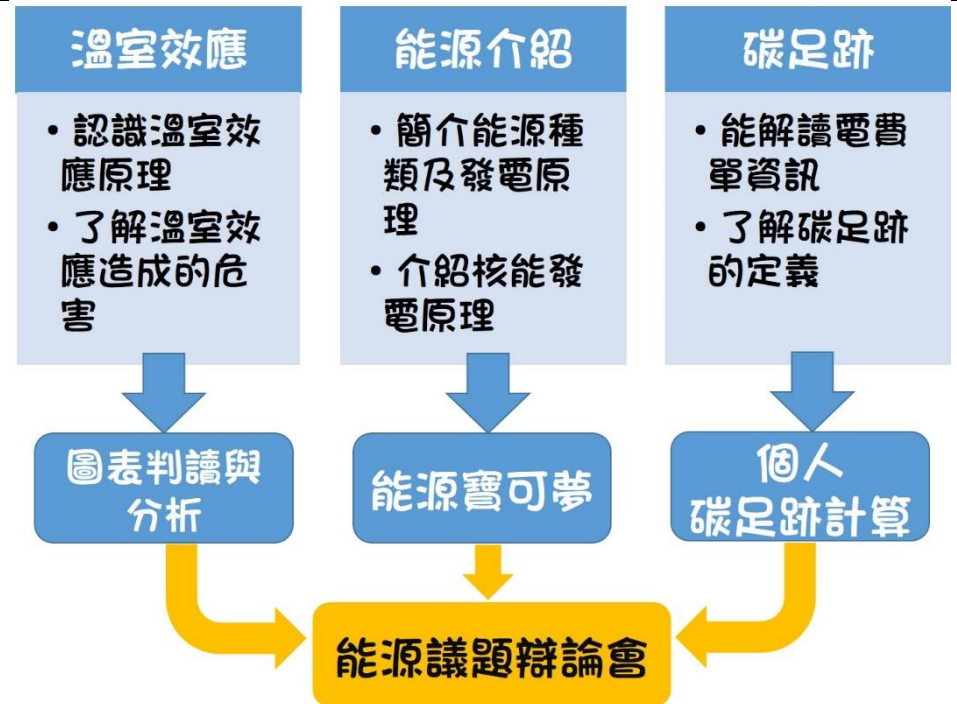 溫室效應
• 認識溫室效
應原理
• 了解溫室效
應造成的危
害
圖表判讀與
分析
能源介紹
• 簡介能源種
類及發電原
理
• 介紹核能發
電原理
能源寶可夢
碳足跡
• 能解讀電費
單資訊
• 了解碳足跡
的定義
個人
碳足跡計算
能源議題辯論會